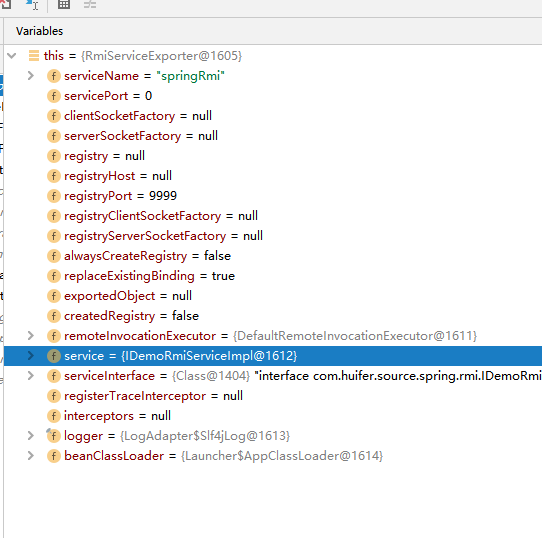 Variables
this = {RmiServiceExporter@1605}
serviceName = "springRmi"
servicePort = 0
clientSocketFactory = null
serverSocketFactory = null
registry = null
registryHost = null
registryPort = 9999
registryClientSocketFactory = null
registryServerSocketFactory = null
alwaysCreateRegistry = false
replaceExistingBinding = true
exportedObject = null
createdRegistry = false
remoteInvocationExecutor = {DefaultRemoteInvocationExecutor@1611}
service = {IDemoRmiServiceImpl@1612}
serviceInterface = {Class@1404} "interface com.huifer.source.spring.rmi.IDemoRmi
registerTraceInterceptor = null
interceptors = null
logger = {LogAdapter$Slf4jLog@1613}
beanClassLoader = {Launcher$AppClassLoader@1614}